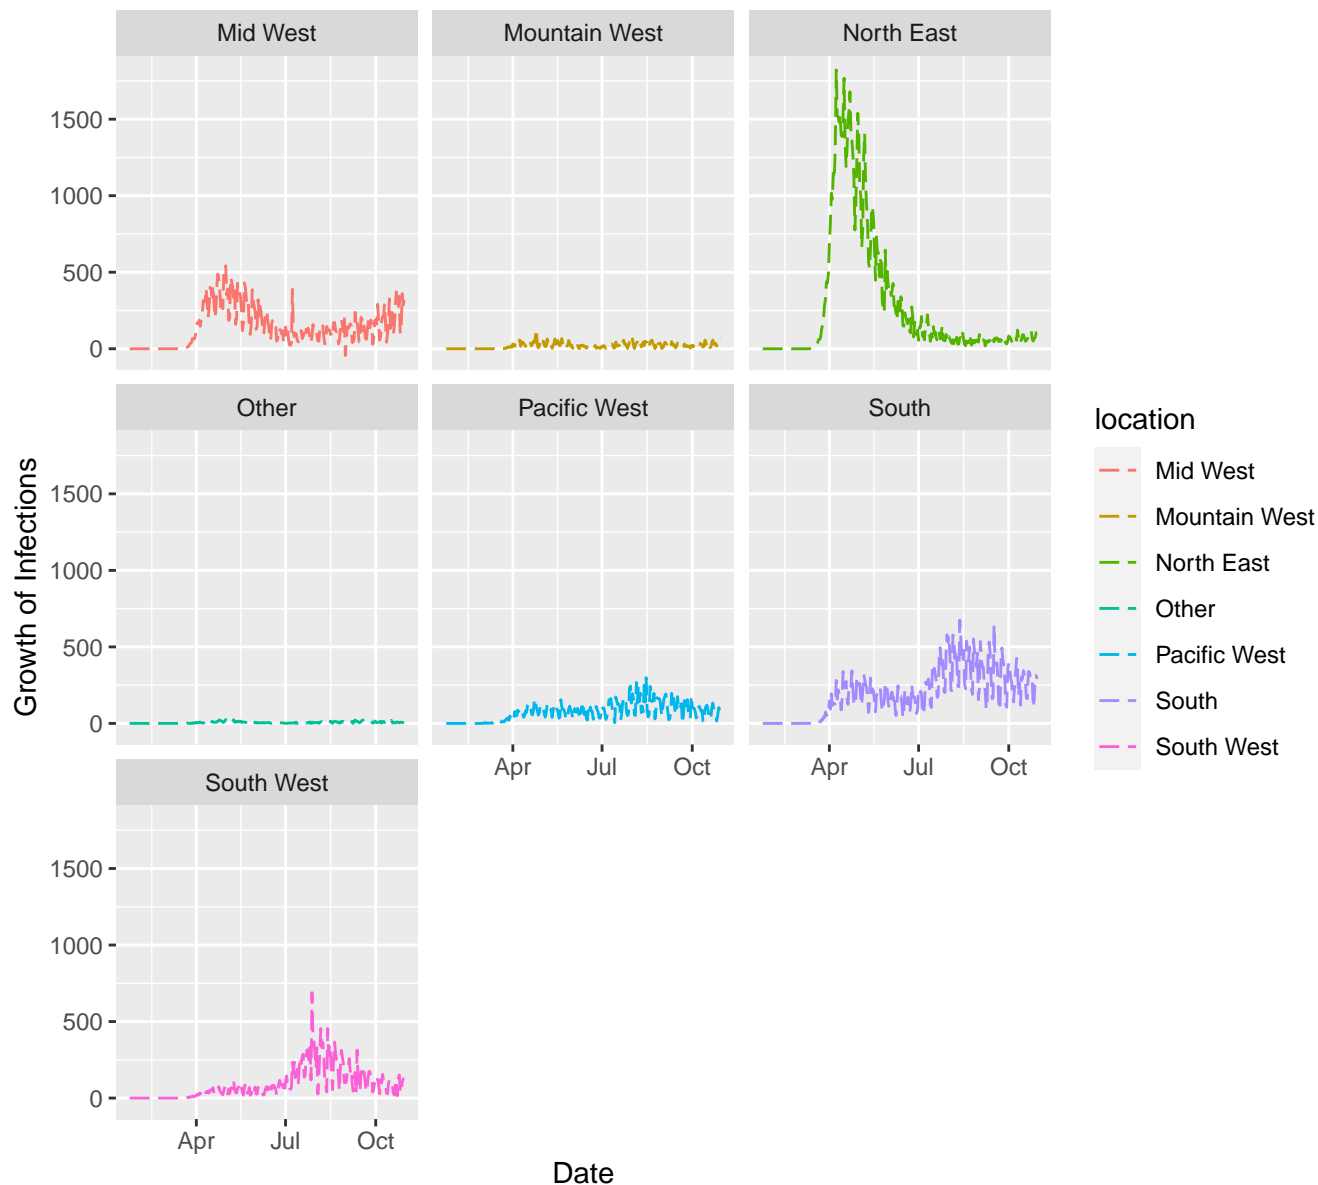 Mid West
Mountain West
North East
1500
1000
500
0
Other
Pacific West
South
1500
1000
500
0
Apr
Jul
Oct
Apr
Jul
Oct
South West
1500
1000
500
0
Apr
Jul
Oct
Date
Growth of Infections
location
Mid West
Mountain West
North East
Other
Pacific West
South
South West